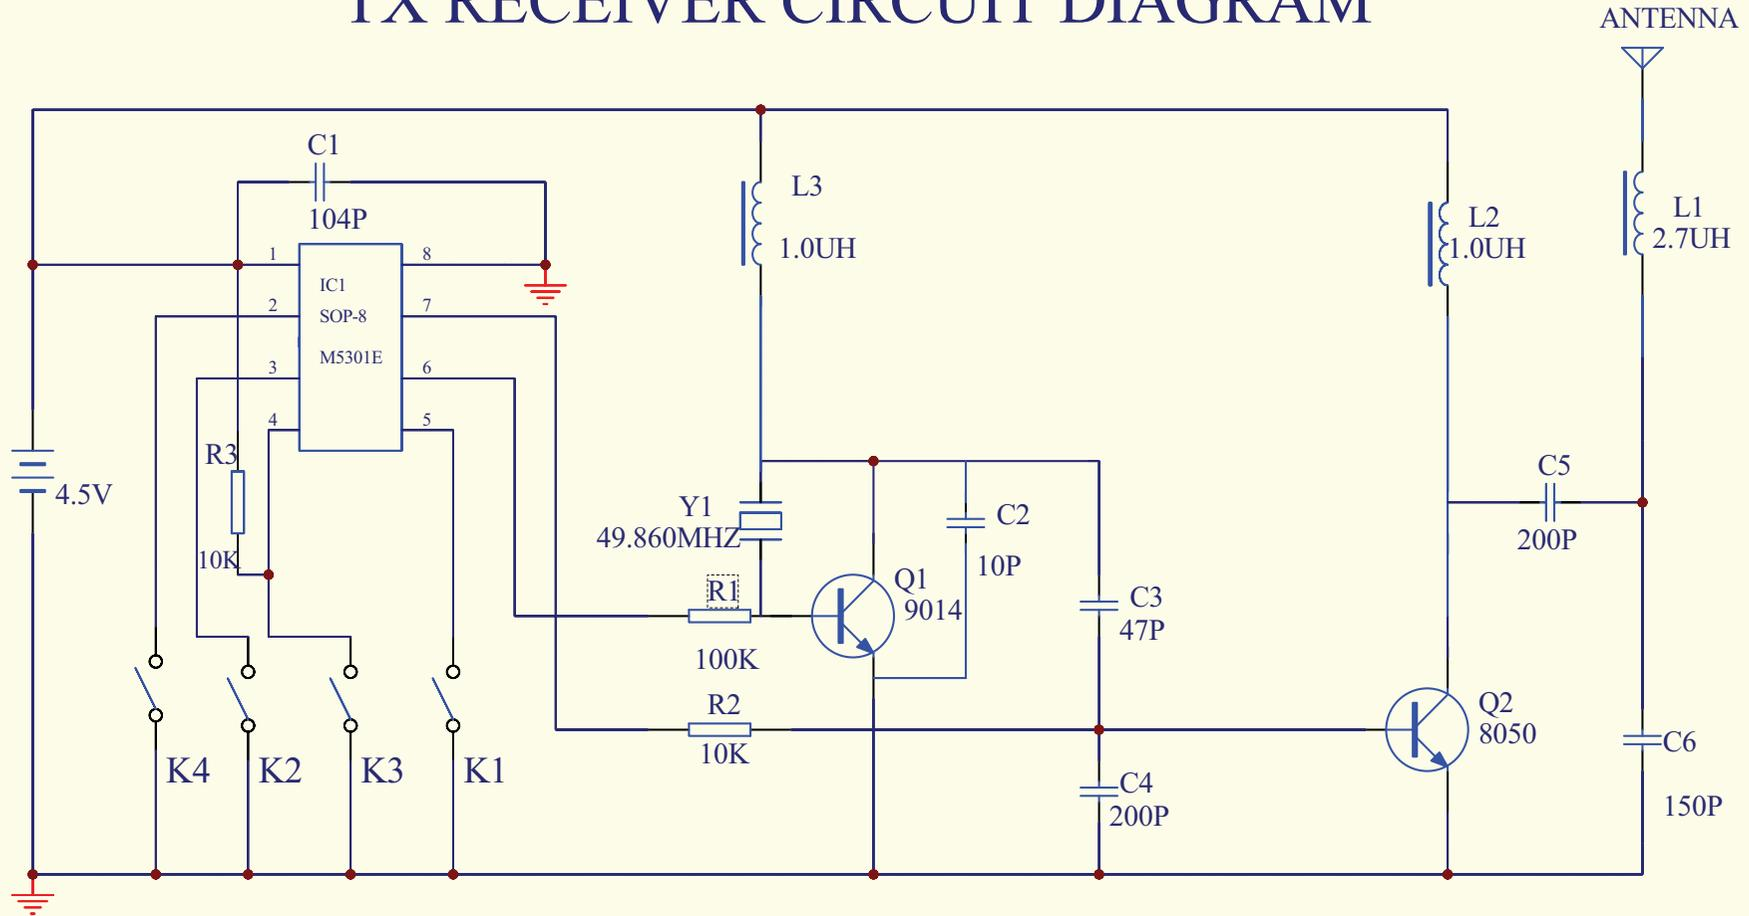 TX RECEIVER CIRCUIT DIAGRAM
ANTENNA
C1
104P
L3
1.0UH
L2
1.0UH
L1
2.7UH
1
8
IC1
2
SOP-8
7
M5301E
3
6
4
5
R3
4.5V
10K
Y1
49.860MHZ
C2
10P
C5
200P
R1
100K
Q1
9014
C3
47P
R2
10K
Q2
8050
C6
150P
C4
200P
K4
K2
K3
K1